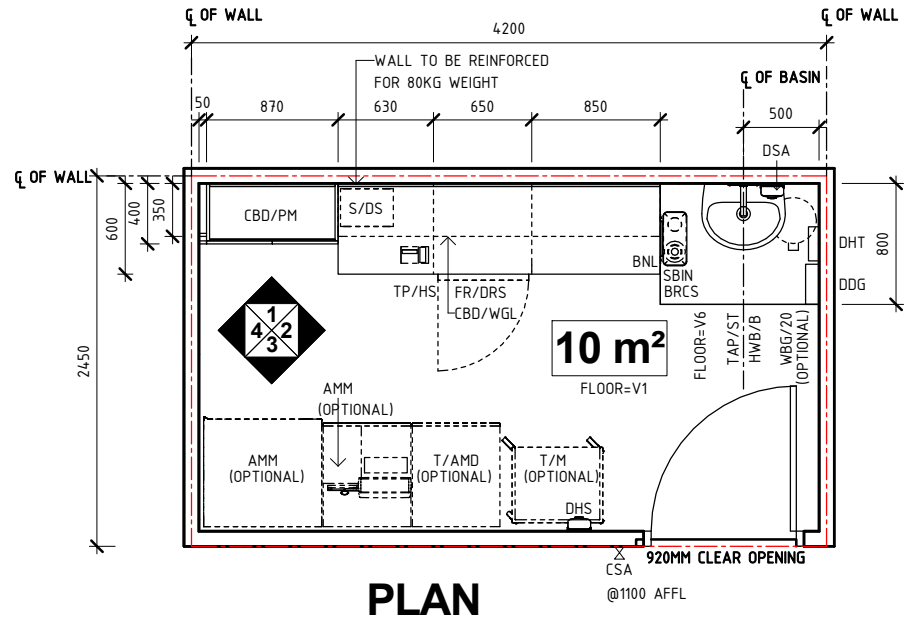 ℄ OF WALL
℄ OF WALL
4200
WALL TO BE REINFORCED
FOR 80KG WEIGHT
℄ OF BASIN
50
870
630
650
850
500
DSA
℄ OF WALL
600
400
350
CBD/PM
S/DS
BNL
SBIN
BRCS
DHT
DDG
800
TP/HS
FR/DRS
CBD/WGL
2450
1
4
2
3
10 m²
FLOOR=V1
FLOOR=V6
TAP/ST
HWB/B
WBG/20
(OPTIONAL)
AMM
(OPTIONAL)
AMM
(OPTIONAL)
T/AMD
(OPTIONAL)
T/M
(OPTIONAL)
DHS
920MM CLEAR OPENING
CSA
@1100 AFFL
PLAN